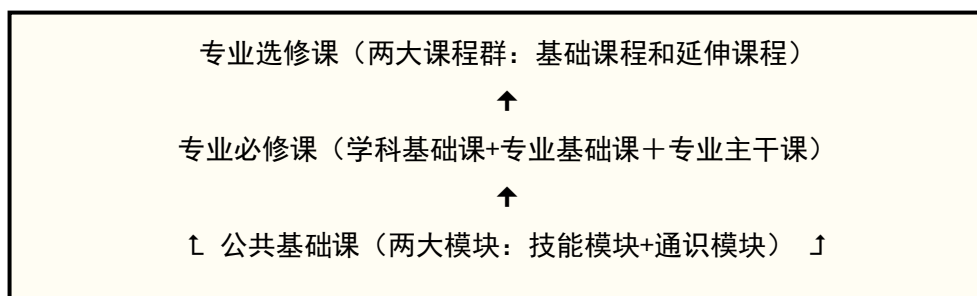 专业选修课（两大课程群：基础课程和延伸课程）
↑
专业必修课（学科基础课+专业基础课＋专业主干课）
↑
↥ 公共基础课（两大模块：技能模块+通识模块） ↥